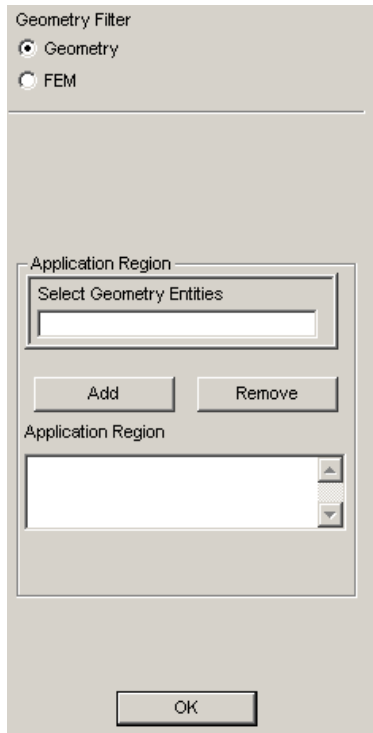 Geometry Filter
Geometry
FEM
Application Region
Select Geometry Entities
Add Remove
Application Region
OK